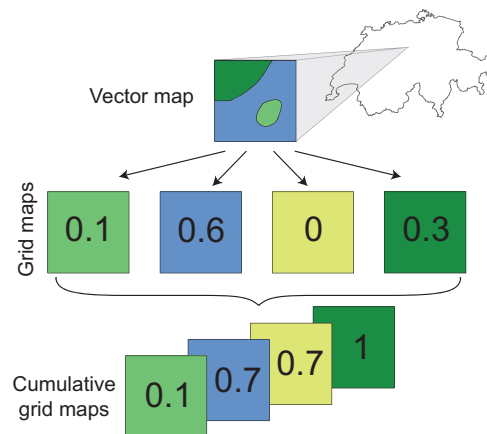 Vector map
Grid maps
0.1 0.6 0 0.3
Cumulative
grid maps
0.1 0.7 0.7 1